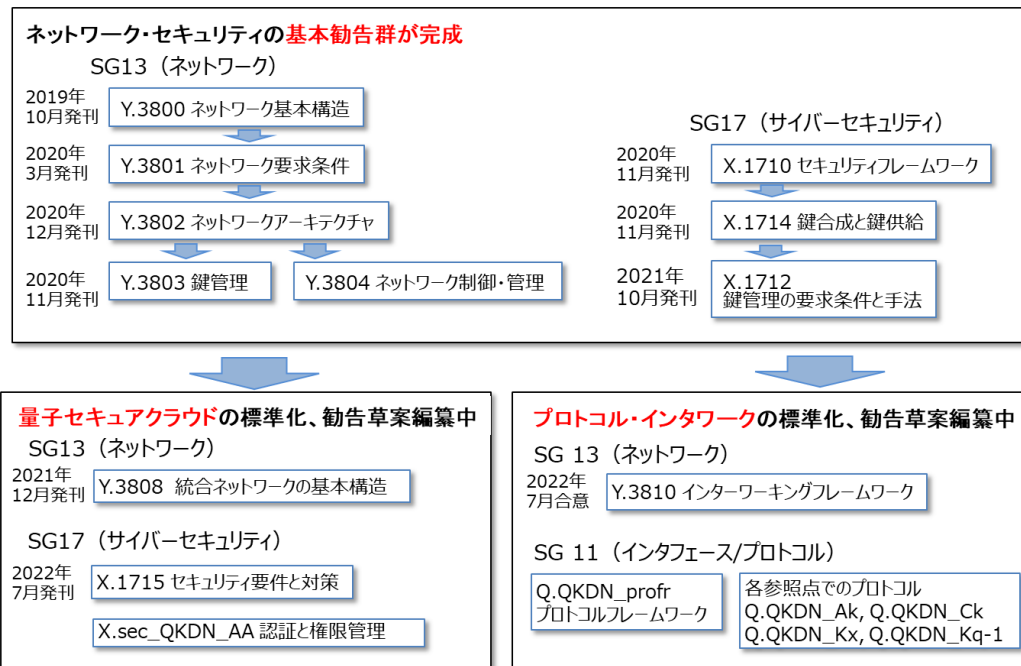 ネットワーク・セキュリティの基本勧告群が完成
SG13（ネットワーク）
2019年
10月発刊
Y.3800 ネットワーク基本構造
2020年
3月発刊
Y.3801 ネットワーク要求条件
2020年
12月発刊
Y.3802 ネットワークアーキテクチャ
2020年
11月発刊
Y.3803 鍵管理
Y.3804 ネットワーク制御・管理
SG17（サイバーセキュリティ）
2020年
11月発刊
X.1710 セキュリティフレームワーク
2020年
11月発刊
X.1714 鍵合成と鍵供給
2021年
10月発刊
X.1712
鍵管理の要求条件と手法
量子セキュアクラウドの標準化、勧告草案編纂中
SG13（ネットワーク）
2021年
12月発刊
Y.3808 統合ネットワークの基本構造
SG17（サイバーセキュリティ）
2022年
7月発刊
X.1715 セキュリティ要件と対策
X.sec_QKDN_AA 認証と権限管理
プロトコル・インタワークの標準化、勧告草案編纂中
SG 13（ネットワーク）
2022年
7月合意
Y.3810 インターワーキングフレームワーク
SG 11（インタフェース/プロトコル）
Q.QKDN_profr
プロトコルフレームワーク
各参照点でのプロトコル
Q.QKDN_Ak, Q.QKDN_Ck
Q.QKDN_Kx, Q.QKDN_Kq-1